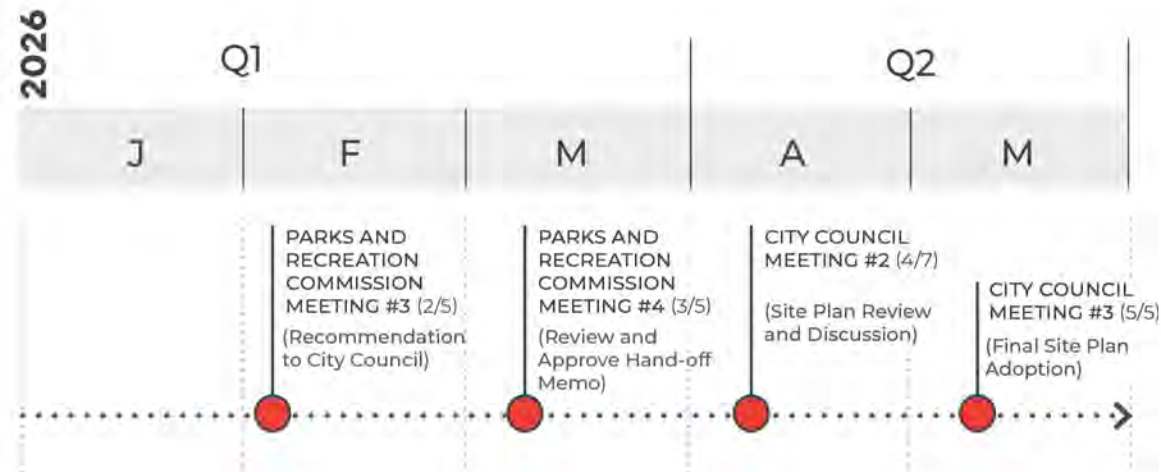 2026
Q1
Q2
J
F
M
A
M
PARKS AND
RECREATION
COMMISSION
MEETING #3 (2/5)
(Recommendation
to City Council)
PARKS AND
RECREATION
COMMISSION
MEETING #4 (3/5)
(Review and
Approve Hand-off
Memo)
CITY COUNCIL
MEETING #2 (4/7)
(Site Plan Review
and Discussion)
CITY COUNCIL
MEETING #3 (5/5)
(Final Site Plan
Adoption)